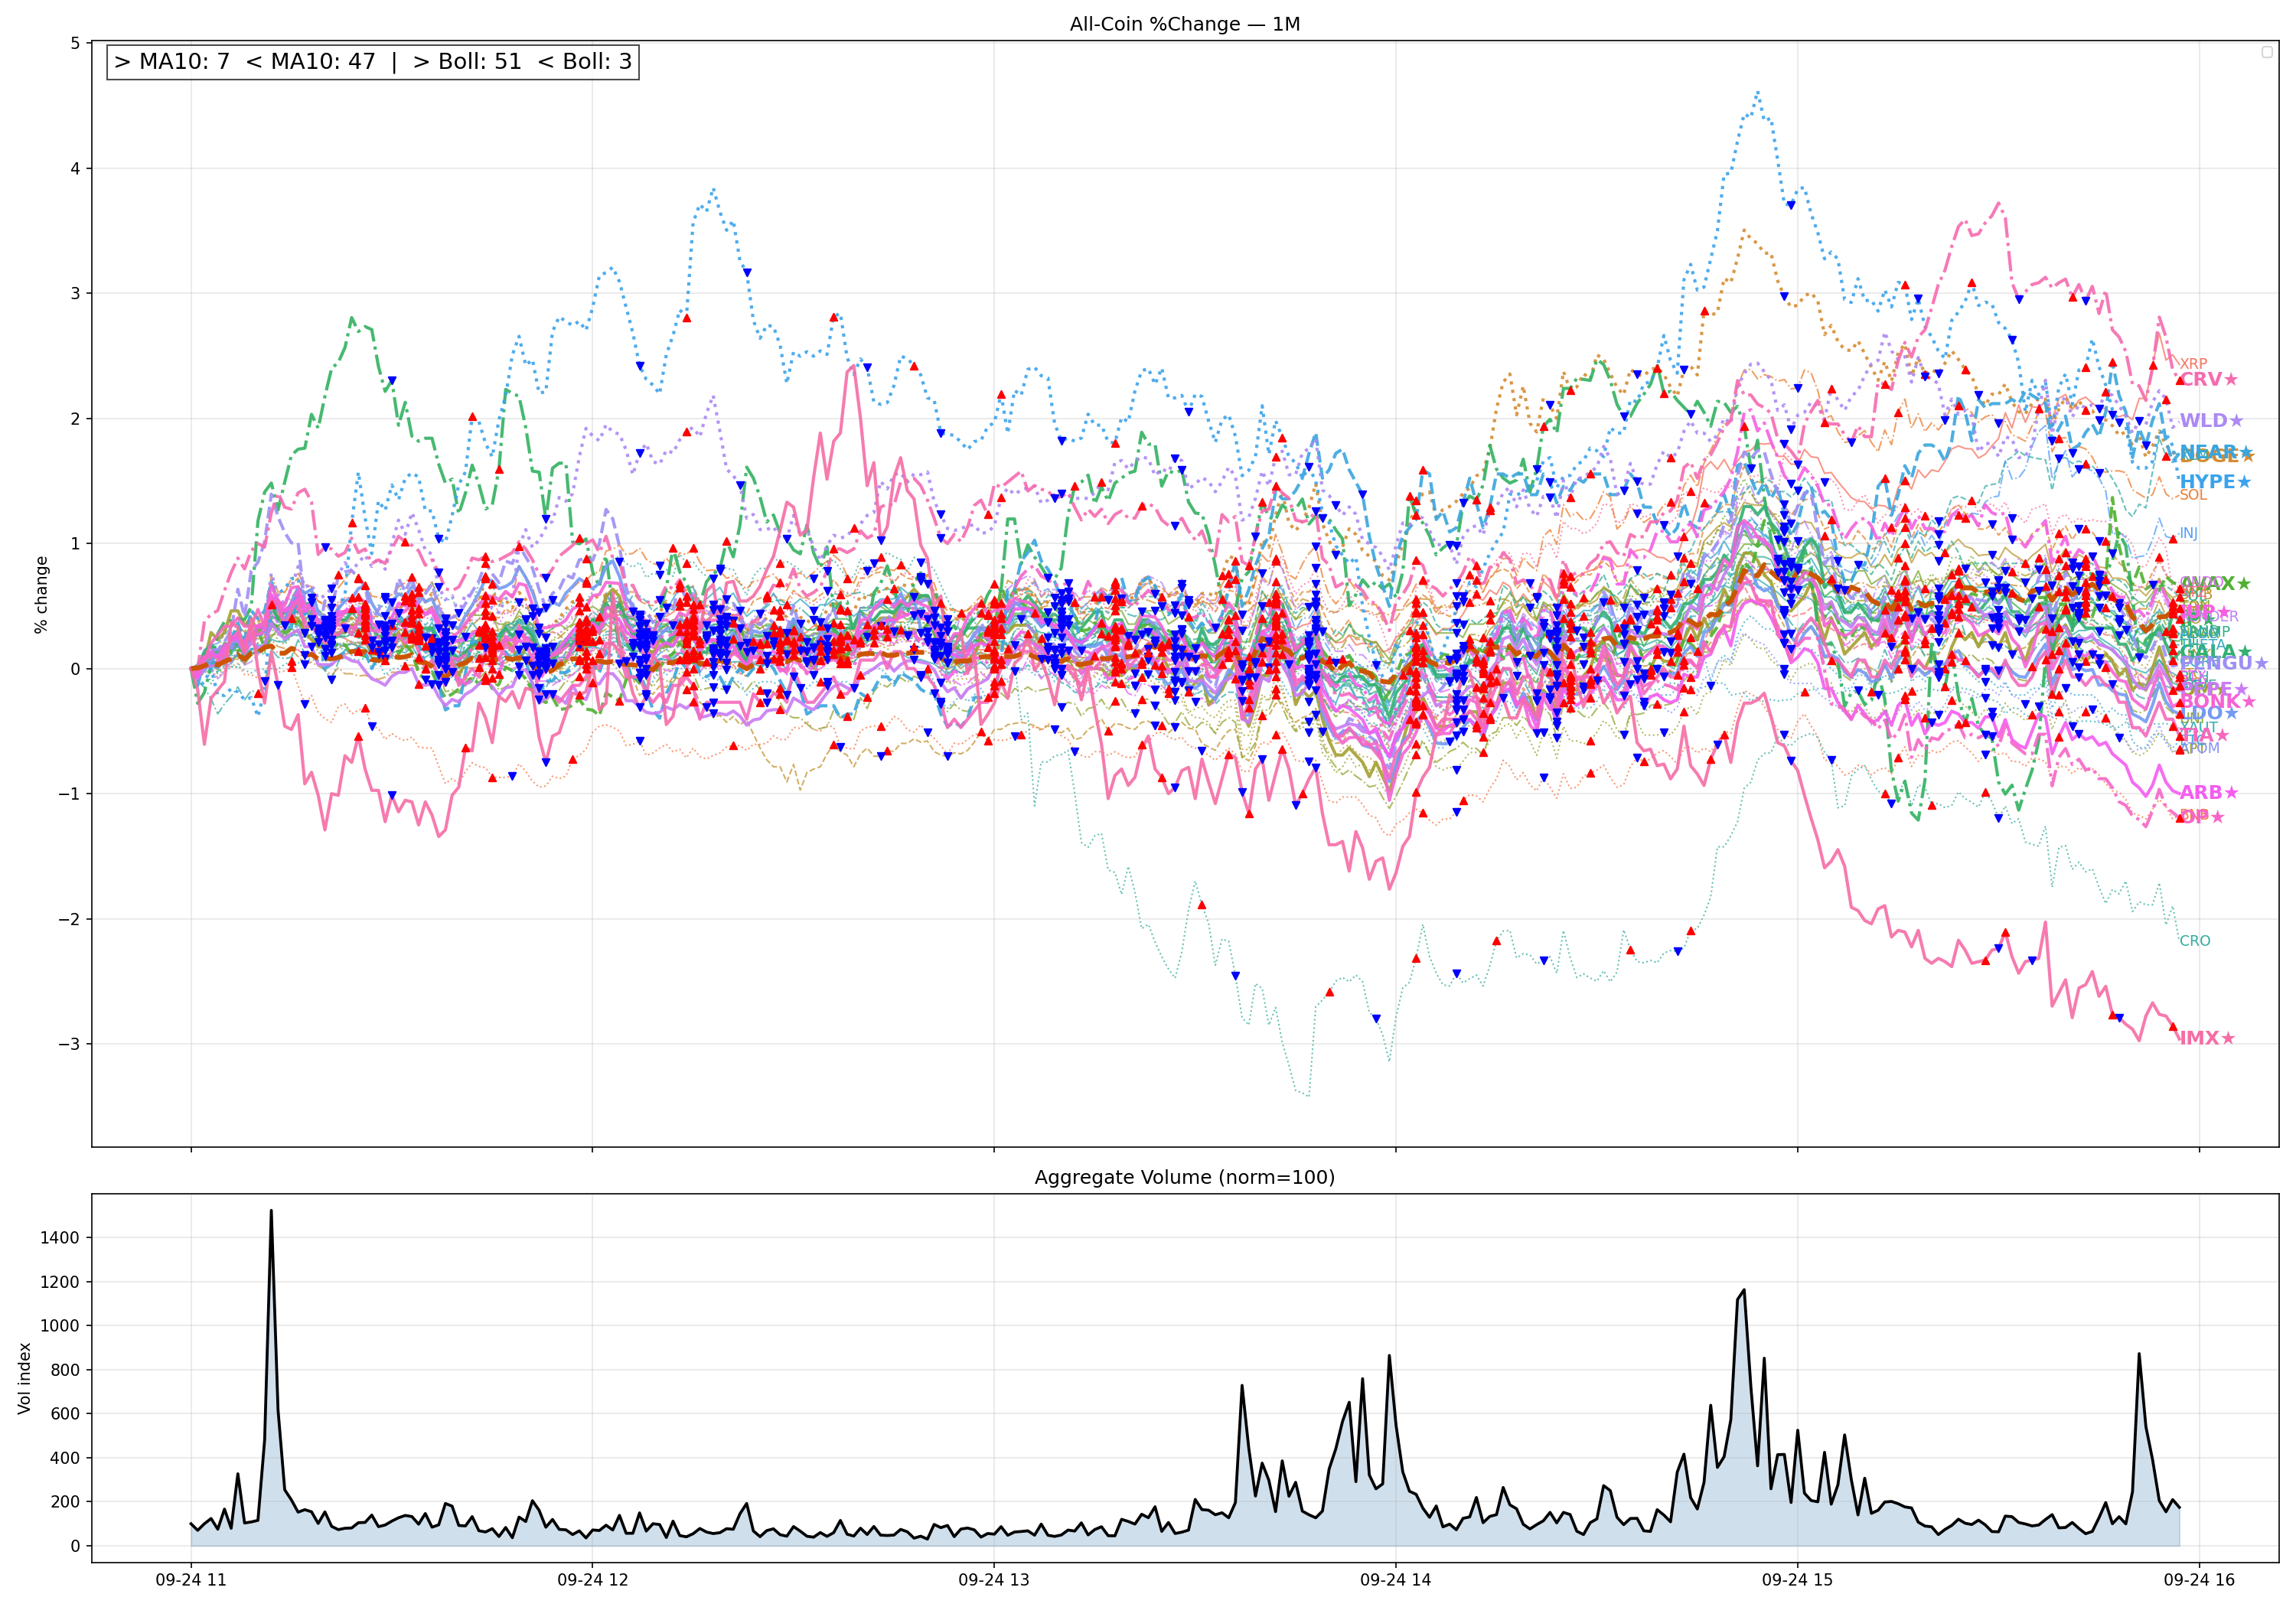 All-Coin %Change — 1M
> MA10: 7  < MA10: 47  |  > Boll: 51  < Boll: 3
5
4
3
2
1
0
−1
−2
−3
% change
XRP
CRV★
WLD★
NEAR★
DOGE★
HYPE★
SOL
INJ
AVAX★
GALA★
PENGU★
BONK★
LDO★
TIA★
ARB★
OP★
CRO
IMX★
Aggregate Volume (norm=100)
1400
1200
1000
800
600
400
200
0
Vol index
09-24 11
09-24 12
09-24 13
09-24 14
09-24 15
09-24 16